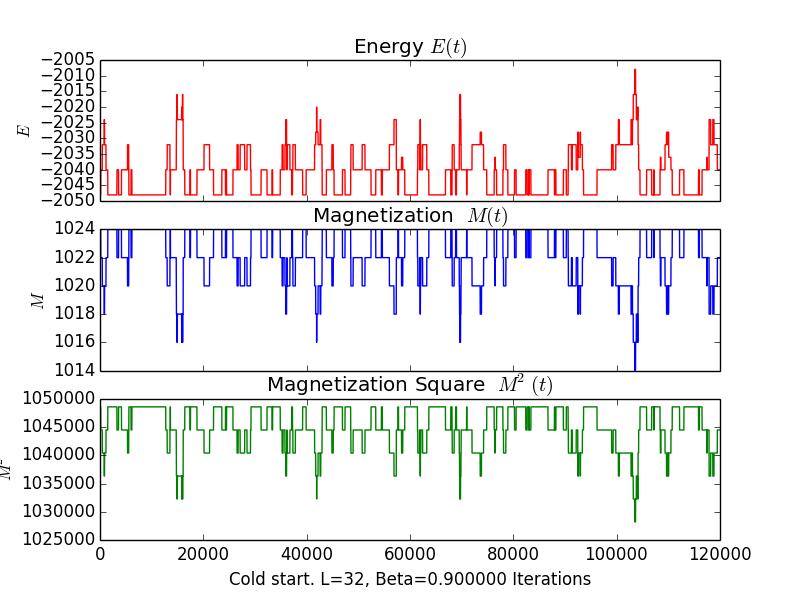 Energy E(t)
−2005
−2010
−2015
−2020
−2025
−2030
−2035
−2040
−2045
−2050
E
Magnetization M(t)
1024
1022
1020
1018
1016
1014
M
Magnetization Square M² (t)
1050000
1045000
1040000
1035000
1030000
1025000
M²
0 20000 40000 60000 80000 100000 120000
Cold start. L=32, Beta=0.900000 Iterations